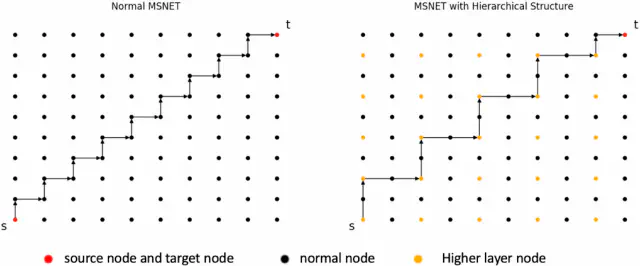 Normal MSNET
MSNET with Hierarchical Structure
t
t
s
s
source node and target node
normal node
Higher layer node